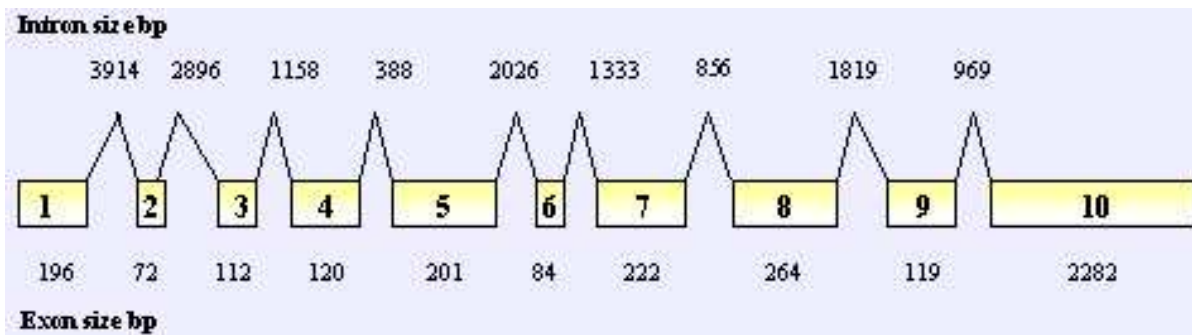 Intron size bp
3914 2896 1158 388 2026 1333 856 1819 969
1 2 3 4 5 6 7 8 9 10
196 72 112 120 201 84 222 264 119 2282
Exon size bp